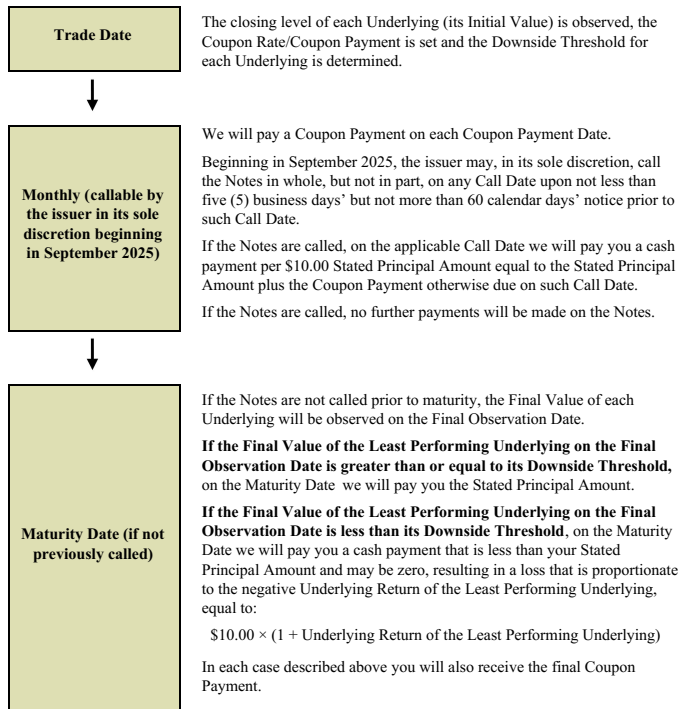 Trade Date
The closing level of each Underlying (its Initial Value) is observed, the
Coupon Rate/Coupon Payment is set and the Downside Threshold for
each Underlying is determined.
Monthly (callable by
the issuer in its sole
discretion beginning
in September 2025)
We will pay a Coupon Payment on each Coupon Payment Date.
Beginning in September 2025, the issuer may, in its sole discretion, call
the Notes in whole, but not in part, on any Call Date upon not less than
five (5) business days’ but not more than 60 calendar days’ notice prior to
such Call Date.
If the Notes are called, on the applicable Call Date we will pay you a cash
payment per $10.00 Stated Principal Amount equal to the Stated Principal
Amount plus the Coupon Payment otherwise due on such Call Date.
If the Notes are called, no further payments will be made on the Notes.
Maturity Date (if not
previously called)
If the Notes are not called prior to maturity, the Final Value of each
Underlying will be observed on the Final Observation Date.
If the Final Value of the Least Performing Underlying on the Final
Observation Date is greater than or equal to its Downside Threshold,
on the Maturity Date we will pay you the Stated Principal Amount.
If the Final Value of the Least Performing Underlying on the Final
Observation Date is less than its Downside Threshold, on the Maturity
Date we will pay you a cash payment that is less than your Stated
Principal Amount and may be zero, resulting in a loss that is proportionate
to the negative Underlying Return of the Least Performing Underlying,
equal to:
$10.00 × (1 + Underlying Return of the Least Performing Underlying)
In each case described above you will also receive the final Coupon
Payment.